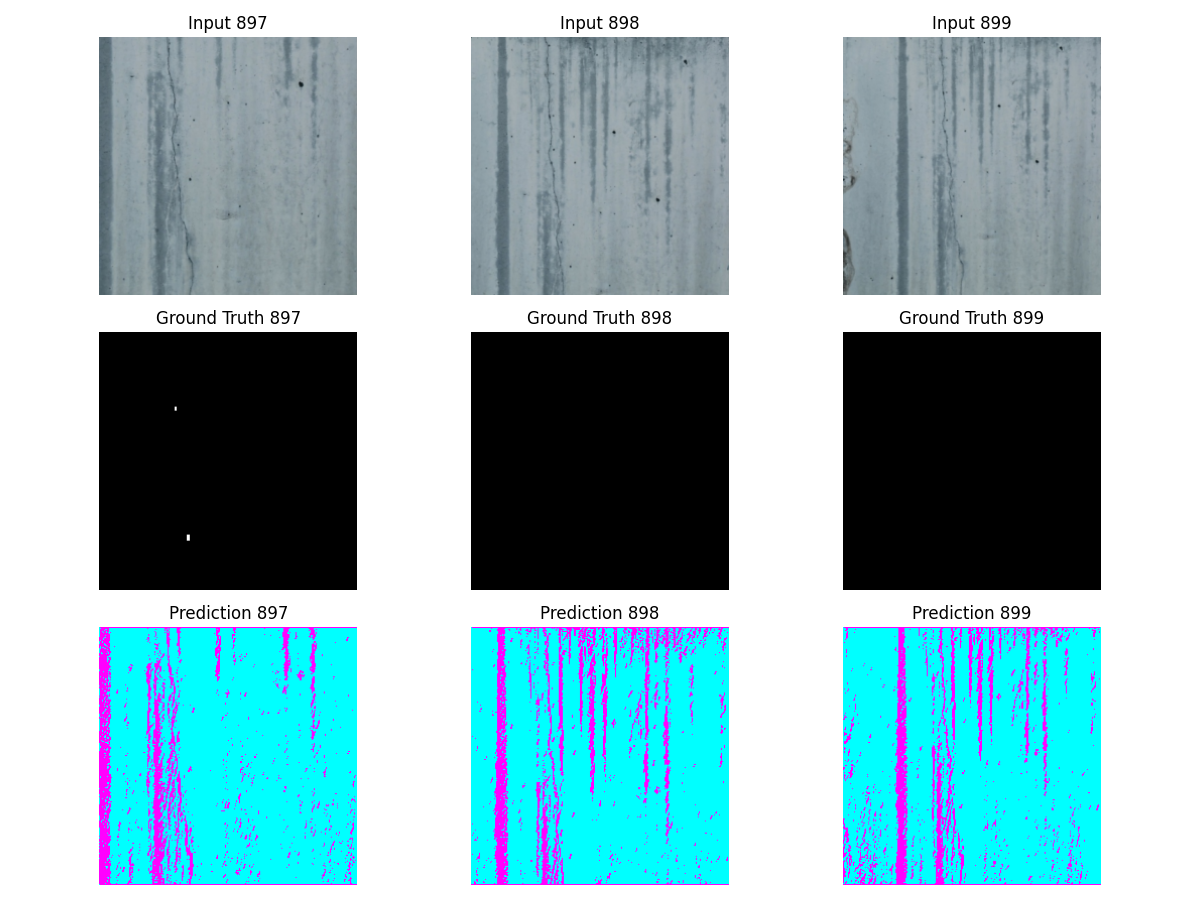 Input 897
Input 898
Input 899
Ground Truth 897
Ground Truth 898
Ground Truth 899
Prediction 897
Prediction 898
Prediction 899